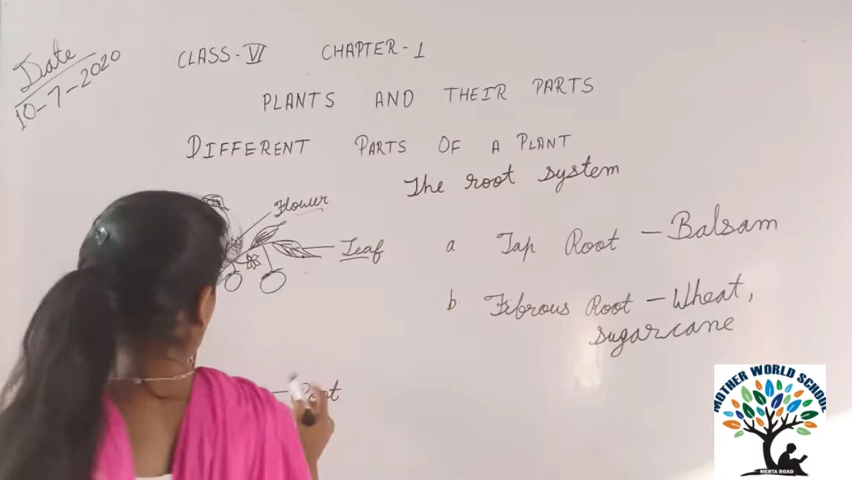 Date
10-7-2020
CLASS-VI CHAPTER-1
PLANTS AND THEIR PARTS
DIFFERENT PARTS OF A PLANT
The root system
Flower
Leaf
a Tap Root - Balsam
b Fibrous Root - Wheat,
sugarcane
Root
MOTHER WORLD SCHOOL
MERTA ROAD